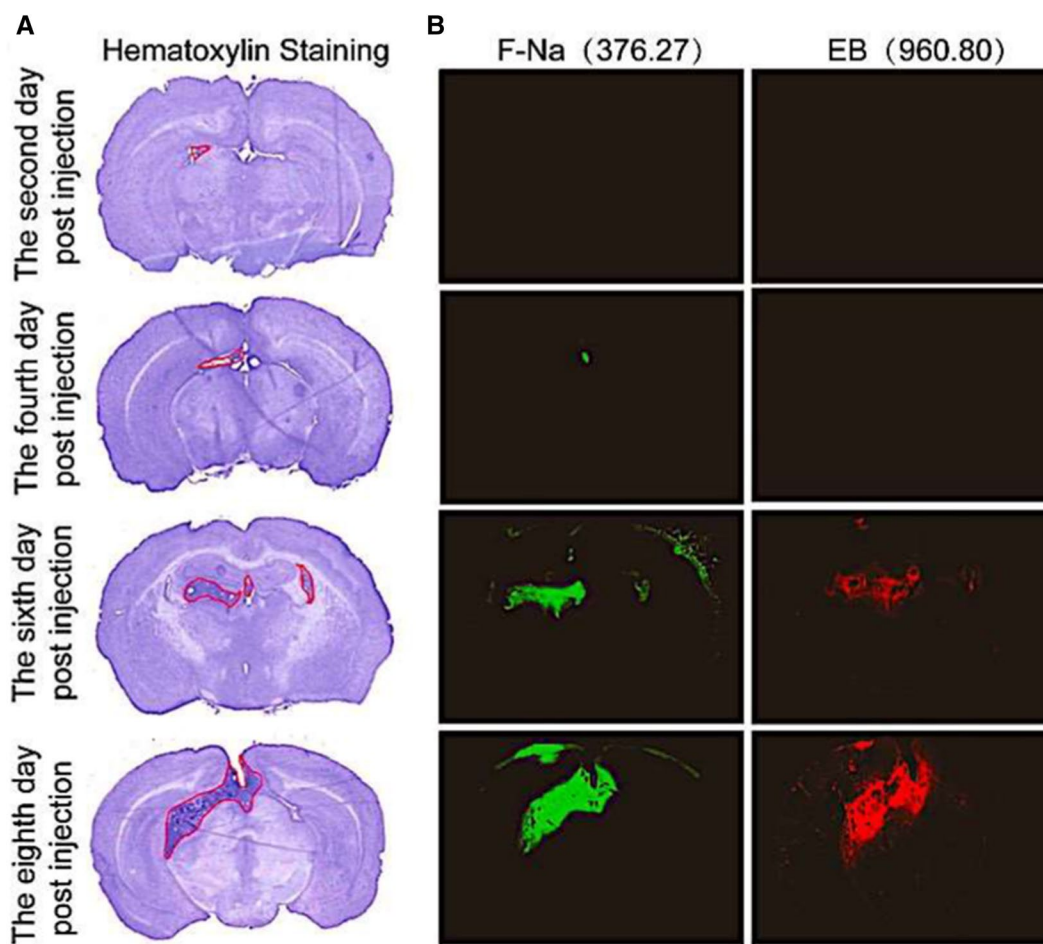 A
B
Hematoxylin Staining
F-Na (376.27)
EB (960.80)
The second day
post injection
The fourth day
post injection
The sixth day
post injection
The eighth day
post injection